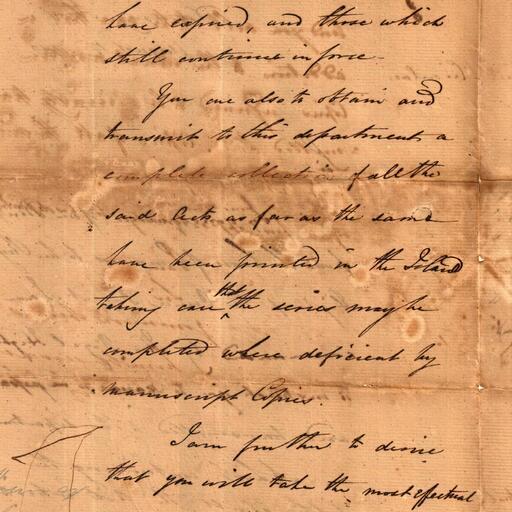 have expired, and those which
still continue in force.
You are also to obtain and
transmit to this department a
complete collection of all the
said Acts as far as the same
have been printed in the Island
taking care that the series may be
completed where deficient by
manuscript Copies.
I am further to desire
that you will take the most effectual